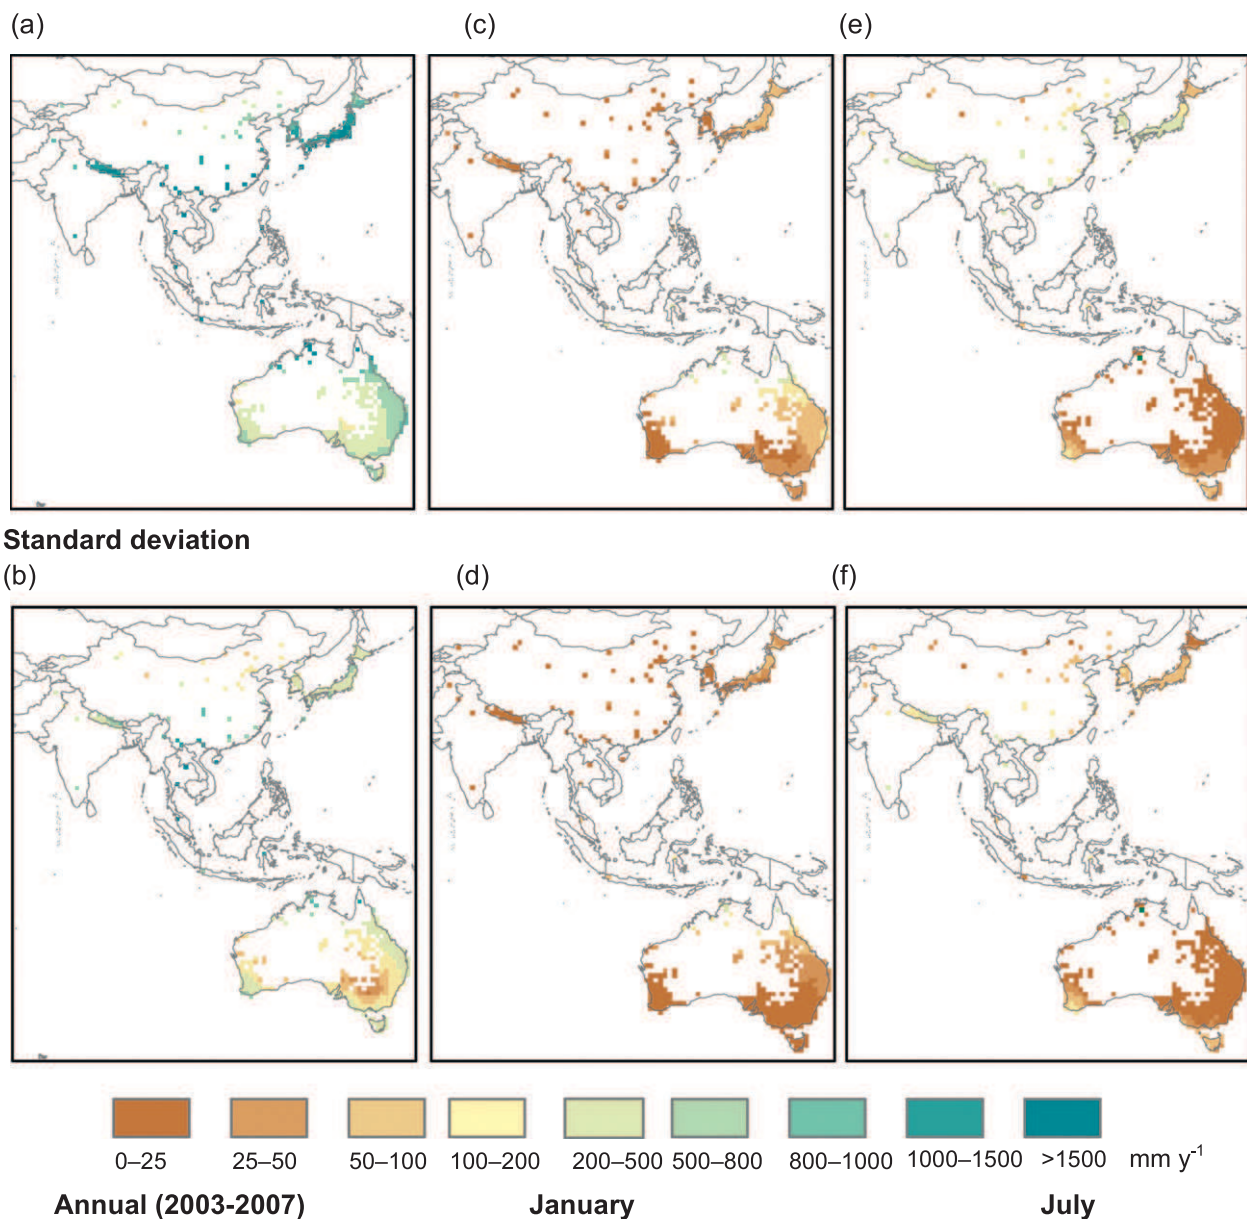 (a) (c) (e)
Standard deviation
(b) (d) (f)
0–25 25–50 50–100 100–200 200–500 500–800 800–1000 1000–1500 >1500 mm y-1
Annual (2003-2007) January July